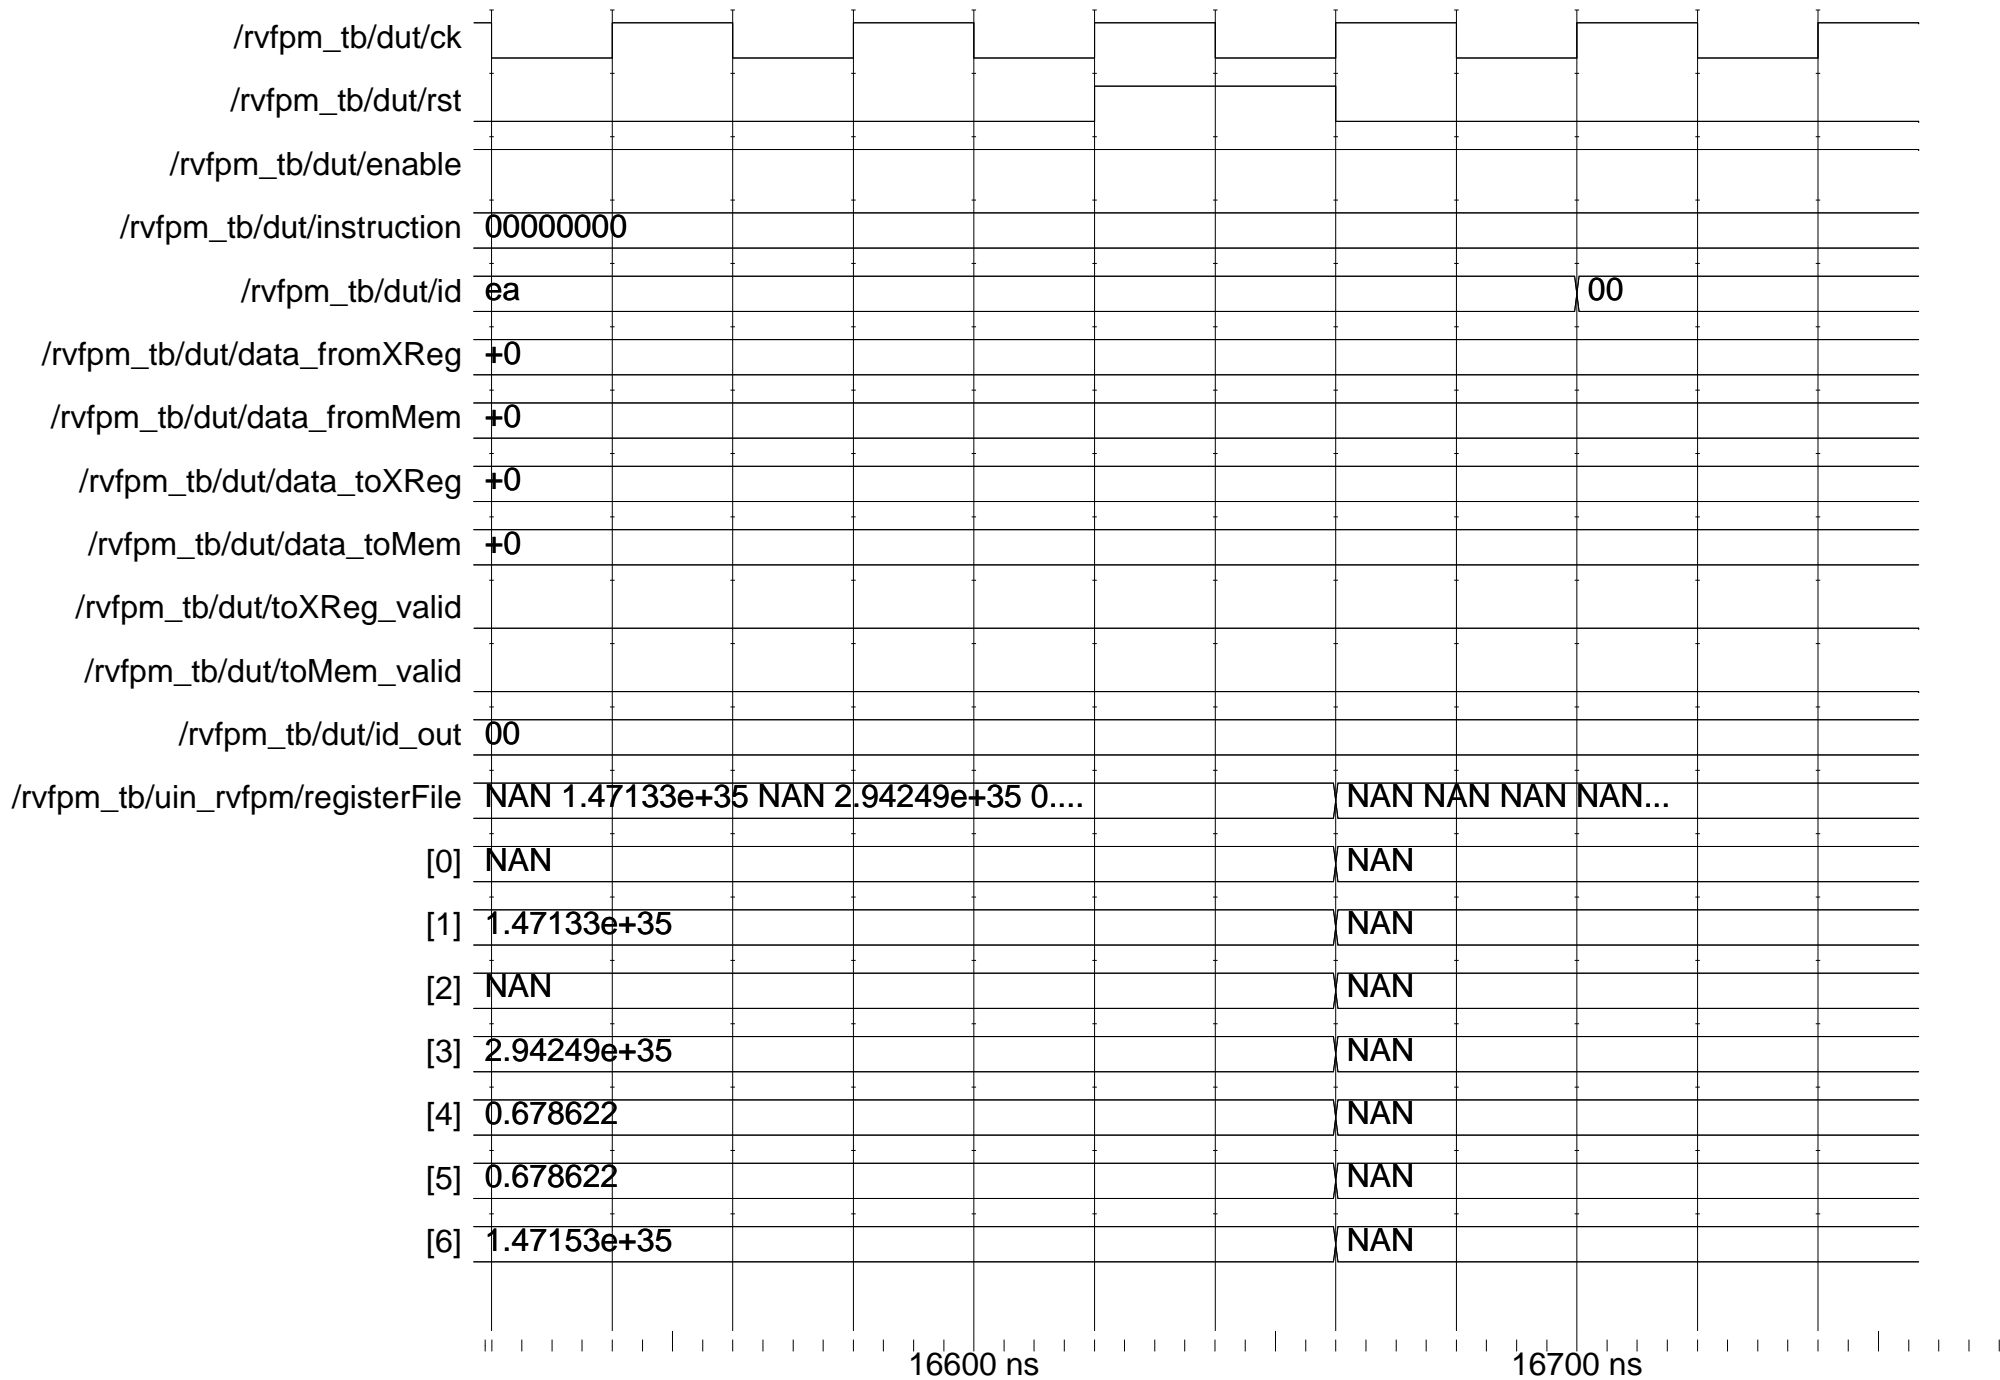 /rvfpm_tb/dut/ck
/rvfpm_tb/dut/rst
/rvfpm_tb/dut/enable
/rvfpm_tb/dut/instruction 00000000
/rvfpm_tb/dut/id ea 00
/rvfpm_tb/dut/data_fromXReg +0
/rvfpm_tb/dut/data_fromMem +0
/rvfpm_tb/dut/data_toXReg +0
/rvfpm_tb/dut/data_toMem +0
/rvfpm_tb/dut/toXReg_valid
/rvfpm_tb/dut/toMem_valid
/rvfpm_tb/dut/id_out 00
/rvfpm_tb/uin_rvfpm/registerFile NAN 1.47133e+35 NAN 2.94249e+35 0.... NAN NAN NAN NAN...
[0] NAN NAN
[1] 1.47133e+35 NAN
[2] NAN NAN
[3] 2.94249e+35 NAN
[4] 0.678622 NAN
[5] 0.678622 NAN
[6] 1.47153e+35 NAN
16600 ns 16700 ns